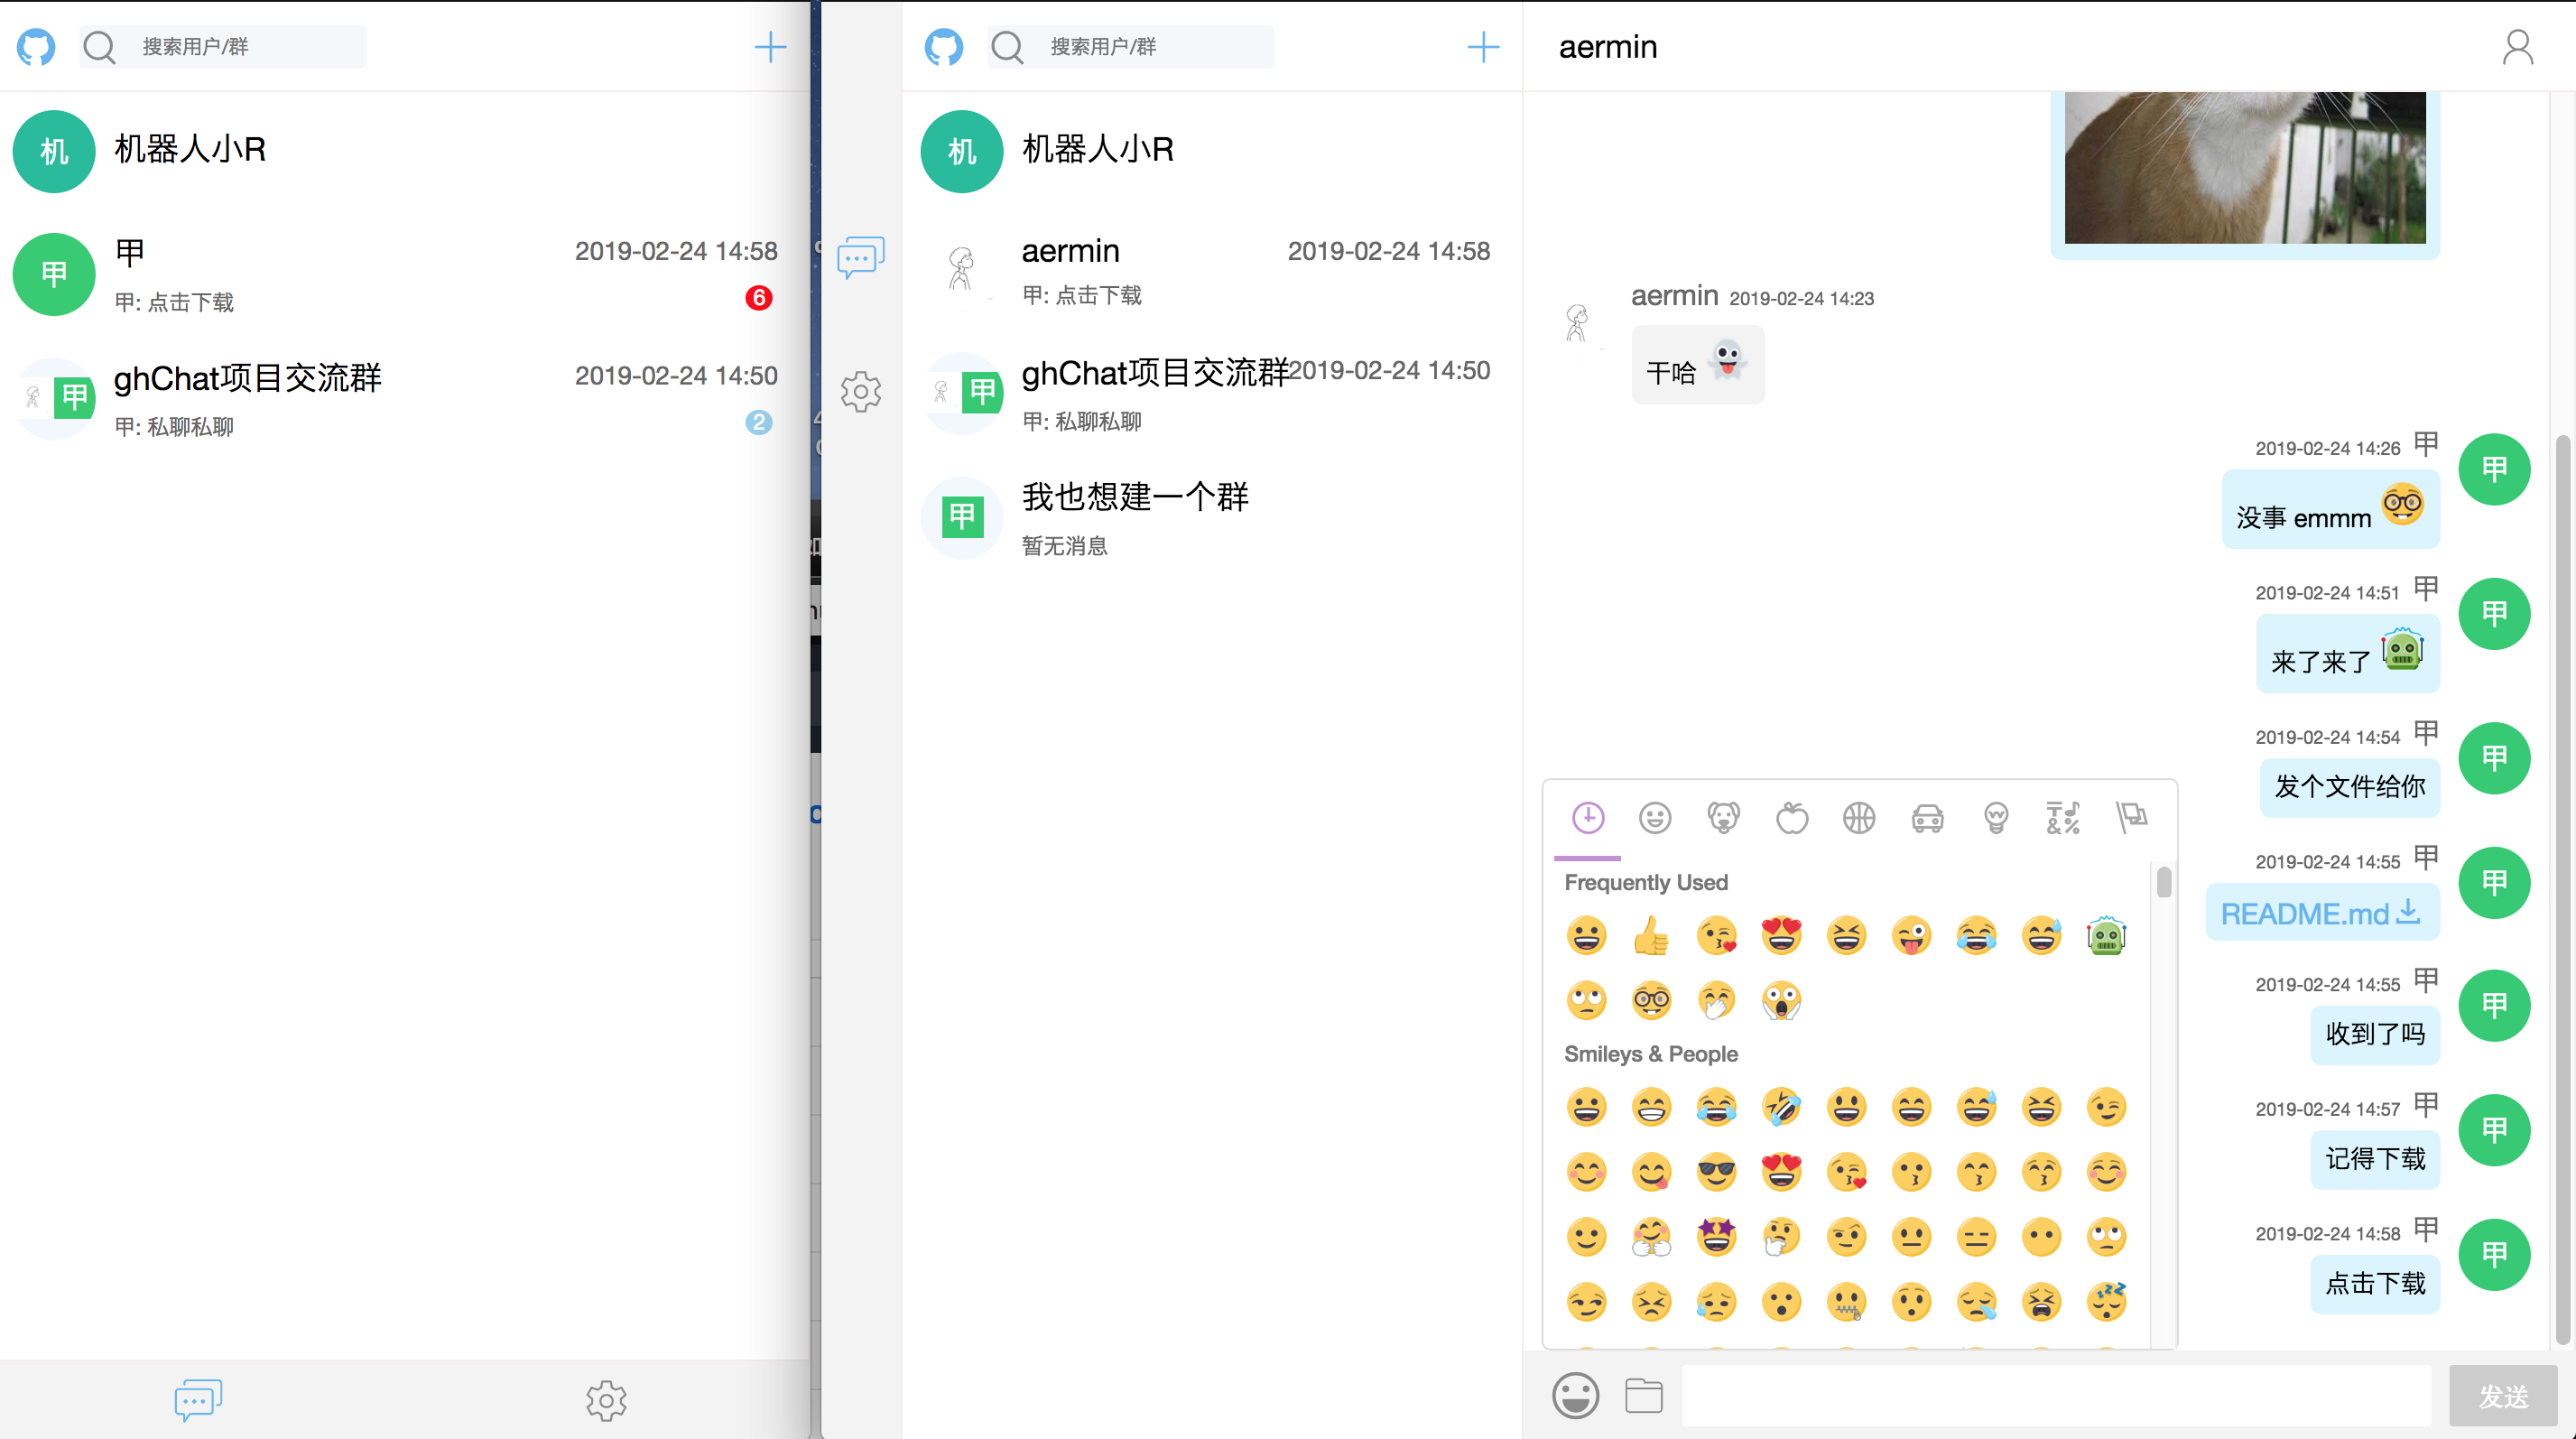 搜索用户/群
机
机器人小R
甲
甲
2019-02-24 14:58
甲: 点击下载
6
甲
ghChat项目交流群
2019-02-24 14:50
甲: 私聊私聊
2
搜索用户/群
机
机器人小R
aermin
2019-02-24 14:58
甲: 点击下载
甲
ghChat项目交流群
2019-02-24 14:50
甲: 私聊私聊
甲
我也想建一个群
暂无消息
aermin
aermin 2019-02-24 14:23
干哈
2019-02-24 14:26 甲
甲
没事 emmm
2019-02-24 14:51 甲
甲
来了来了
2019-02-24 14:54 甲
甲
发个文件给你
2019-02-24 14:55 甲
甲
README.md
2019-02-24 14:55 甲
甲
收到了吗
2019-02-24 14:57 甲
甲
记得下载
2019-02-24 14:58 甲
甲
点击下载
Frequently Used
Smileys & People
发送